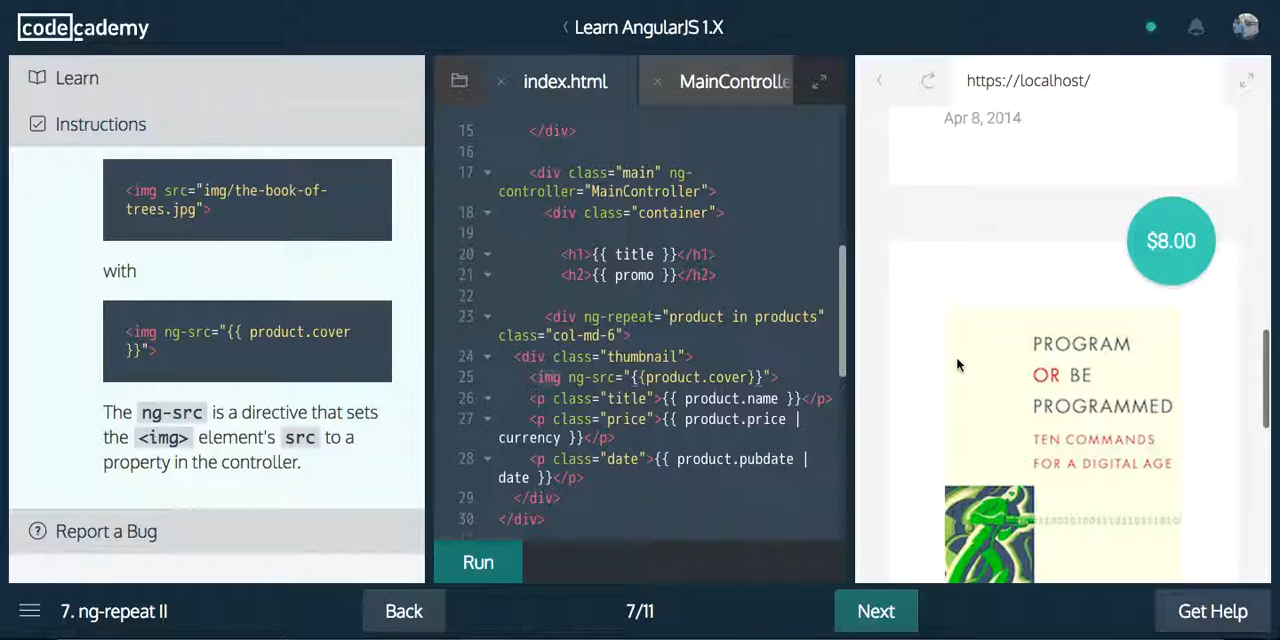 codecademy
Learn AngularJS 1.X
Learn
Instructions
<img src="img/the-book-of-
trees.jpg">
with
<img ng-src="{{ product.cover
}}">
The ng-src is a directive that sets
the <img> element's src to a
property in the controller.
Report a Bug
index.html
MainControlle
15 </div>
16
17 <div class="main" ng-
controller="MainController">
18 <div class="container">
19
20 <h1>{{ title }}</h1>
21 <h2>{{ promo }}</h2>
22
23 <div ng-repeat="product in products"
class="col-md-6">
24 <div class="thumbnail">
25 <img ng-src="{{product.cover}}">
26 <p class="title">{{ product.name }}</p>
27 <p class="price">{{ product.price |
currency }}</p>
28 <p class="date">{{ product.pubdate |
date }}</p>
29 </div>
30 </div>
Run
https://localhost/
Apr 8, 2014
$8.00
PROGRAM
OR BE
PROGRAMMED
TEN COMMANDS
FOR A DIGITAL AGE
7. ng-repeat II
Back
7/11
Next
Get Help